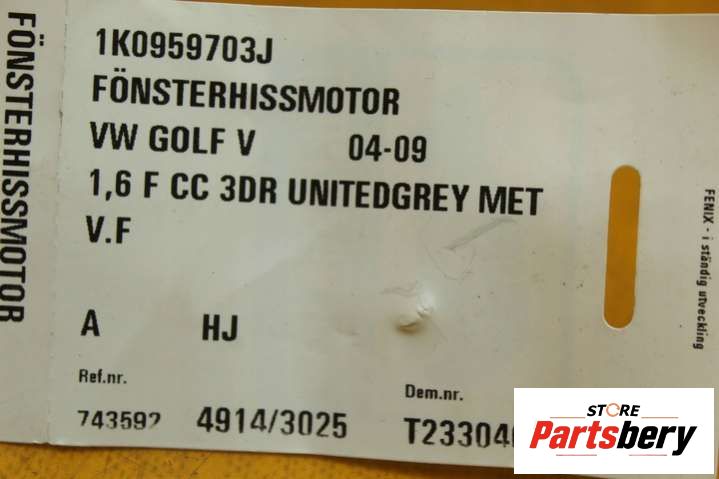 FÖNSTERHISSMOTOR
1K0959703J
FÖNSTERHISSMOTOR
VW GOLF V 04-09
1,6 F CC 3DR UNITEDGREY MET
V.F
A HJ
Ref.nr. Dem.nr.
743592 4914/3025
FENIX - i ständig utveckling
STORE
Partsbery